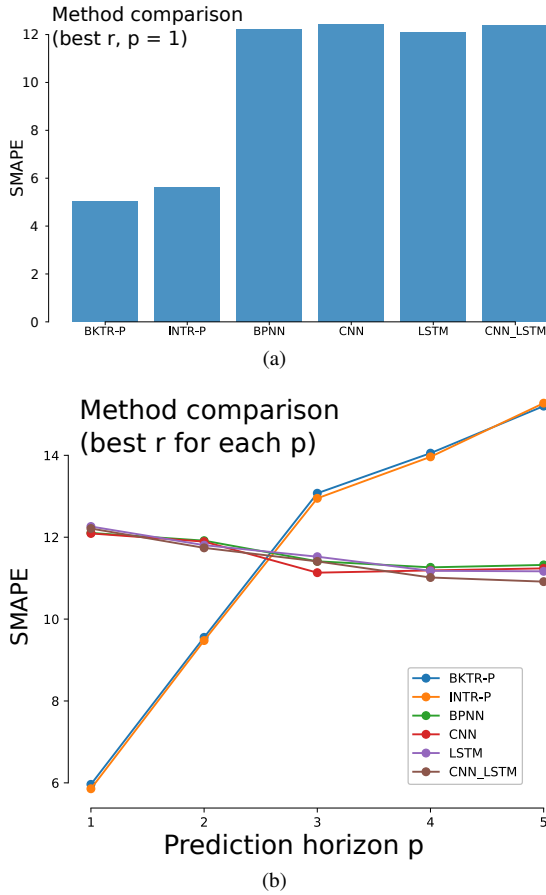 Method comparison
(best r, p = 1)
12
10
8
6
4
2
0
SMAPE
BKTR-P INTR-P BPNN CNN LSTM CNN_LSTM
(a)
Method comparison
(best r for each p)
14
12
10
8
6
SMAPE
BKTR-P
INTR-P
BPNN
CNN
LSTM
CNN_LSTM
1 2 3 4 5
Prediction horizon p
(b)